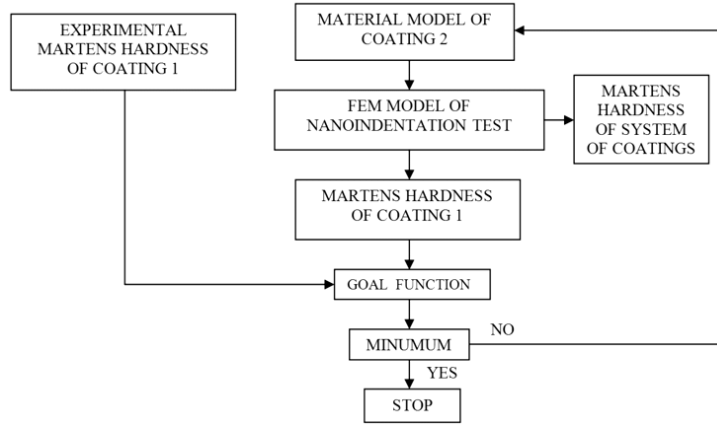 EXPERIMENTAL
MARTENS HARDNESS
OF COATING 1
MATERIAL MODEL OF
COATING 2
FEM MODEL OF
NANOINDENTATION TEST
MARTENS
HARDNESS
OF SYSTEM
OF COATINGS
MARTENS HARDNESS
OF COATING 1
GOAL FUNCTION
MINUMUM
NO
YES
STOP